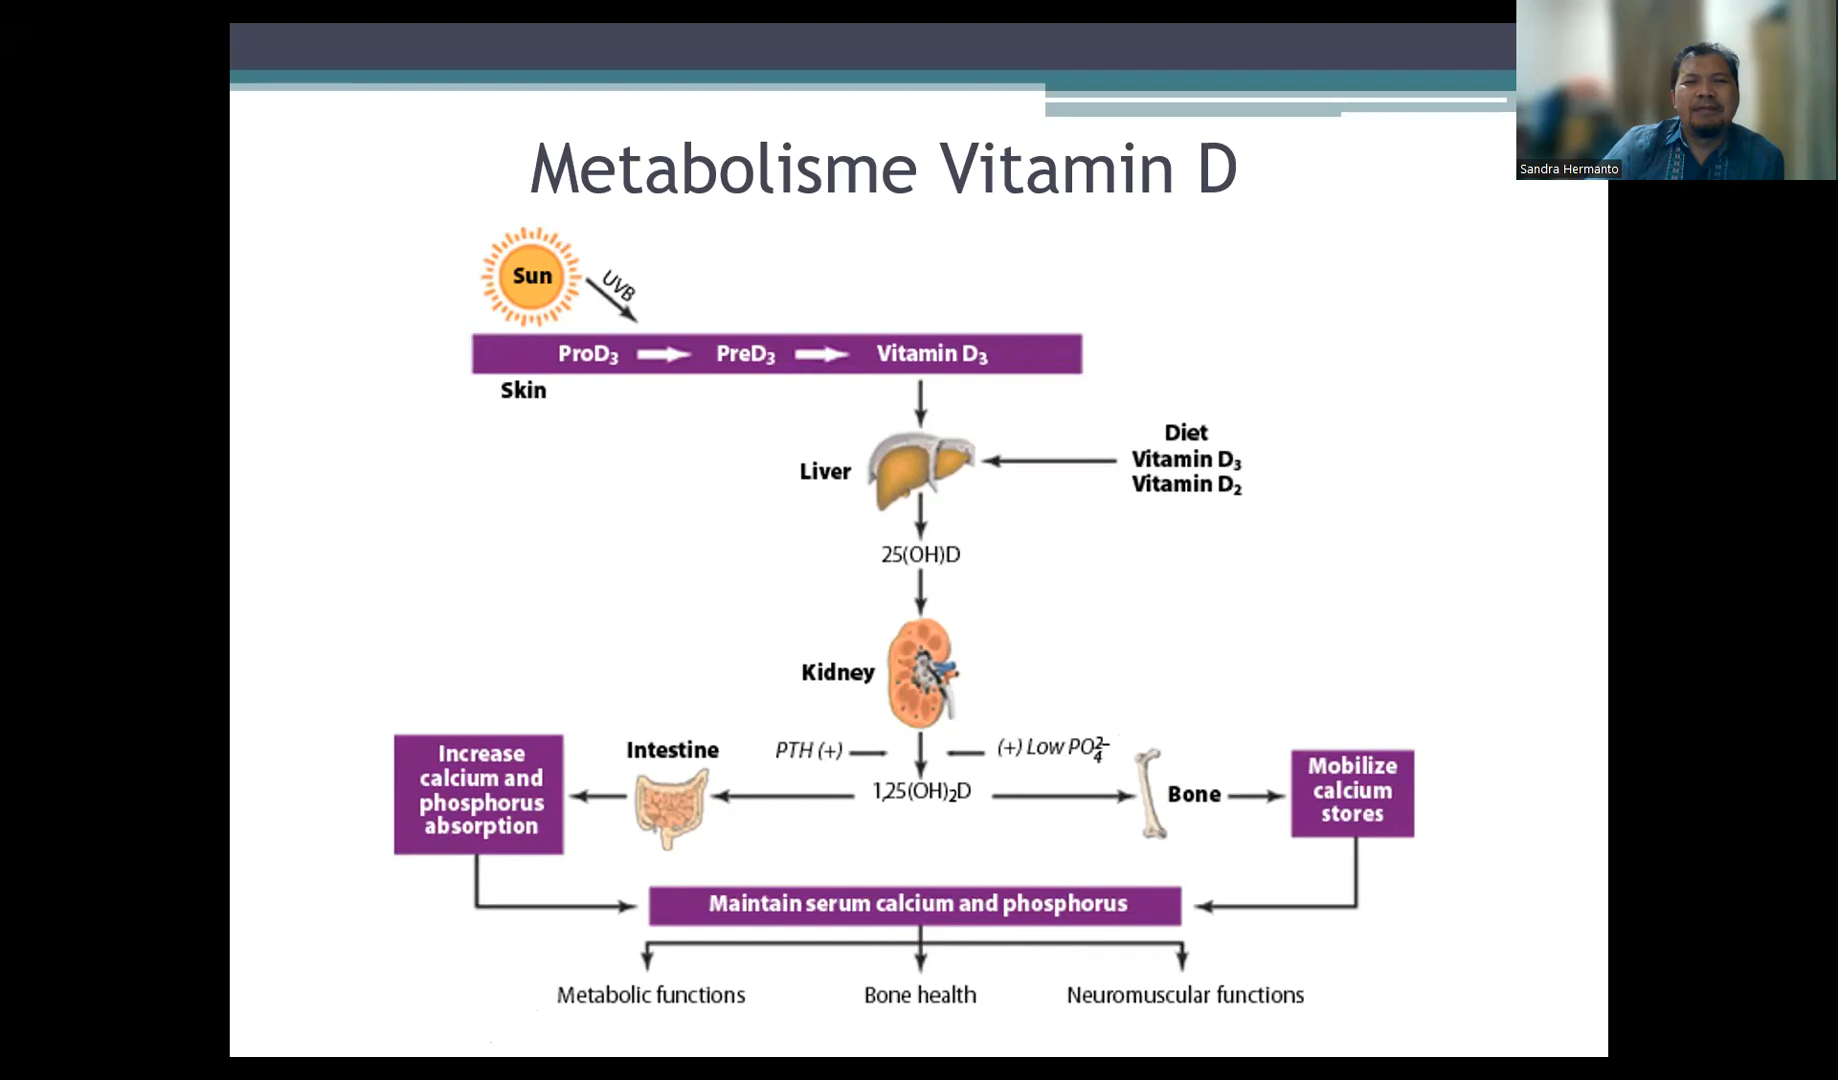 Sandra Hermanto
Metabolisme Vitamin D
Sun
UVB
ProD₃ PreD₃ Vitamin D₃
Skin
Diet
Vitamin D₃
Vitamin D₂
Liver
25(OH)D
Kidney
PTH (+)
(+) Low PO₄²⁻
1,25(OH)₂D
Intestine
Increase
calcium and
phosphorus
absorption
Bone
Mobilize
calcium
stores
Maintain serum calcium and phosphorus
Metabolic functions
Bone health
Neuromuscular functions